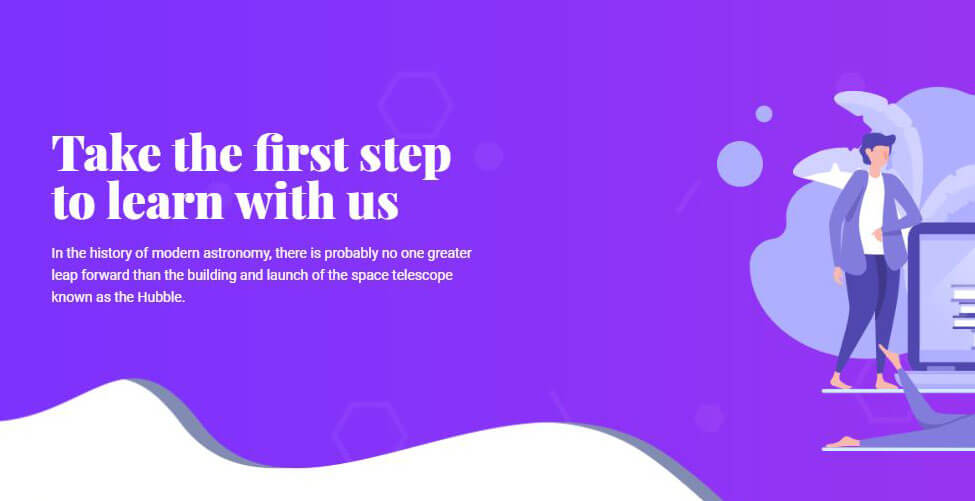 Take the first step
to learn with us
In the history of modern astronomy, there is probably no one greater
leap forward than the building and launch of the space telescope
known as the Hubble.